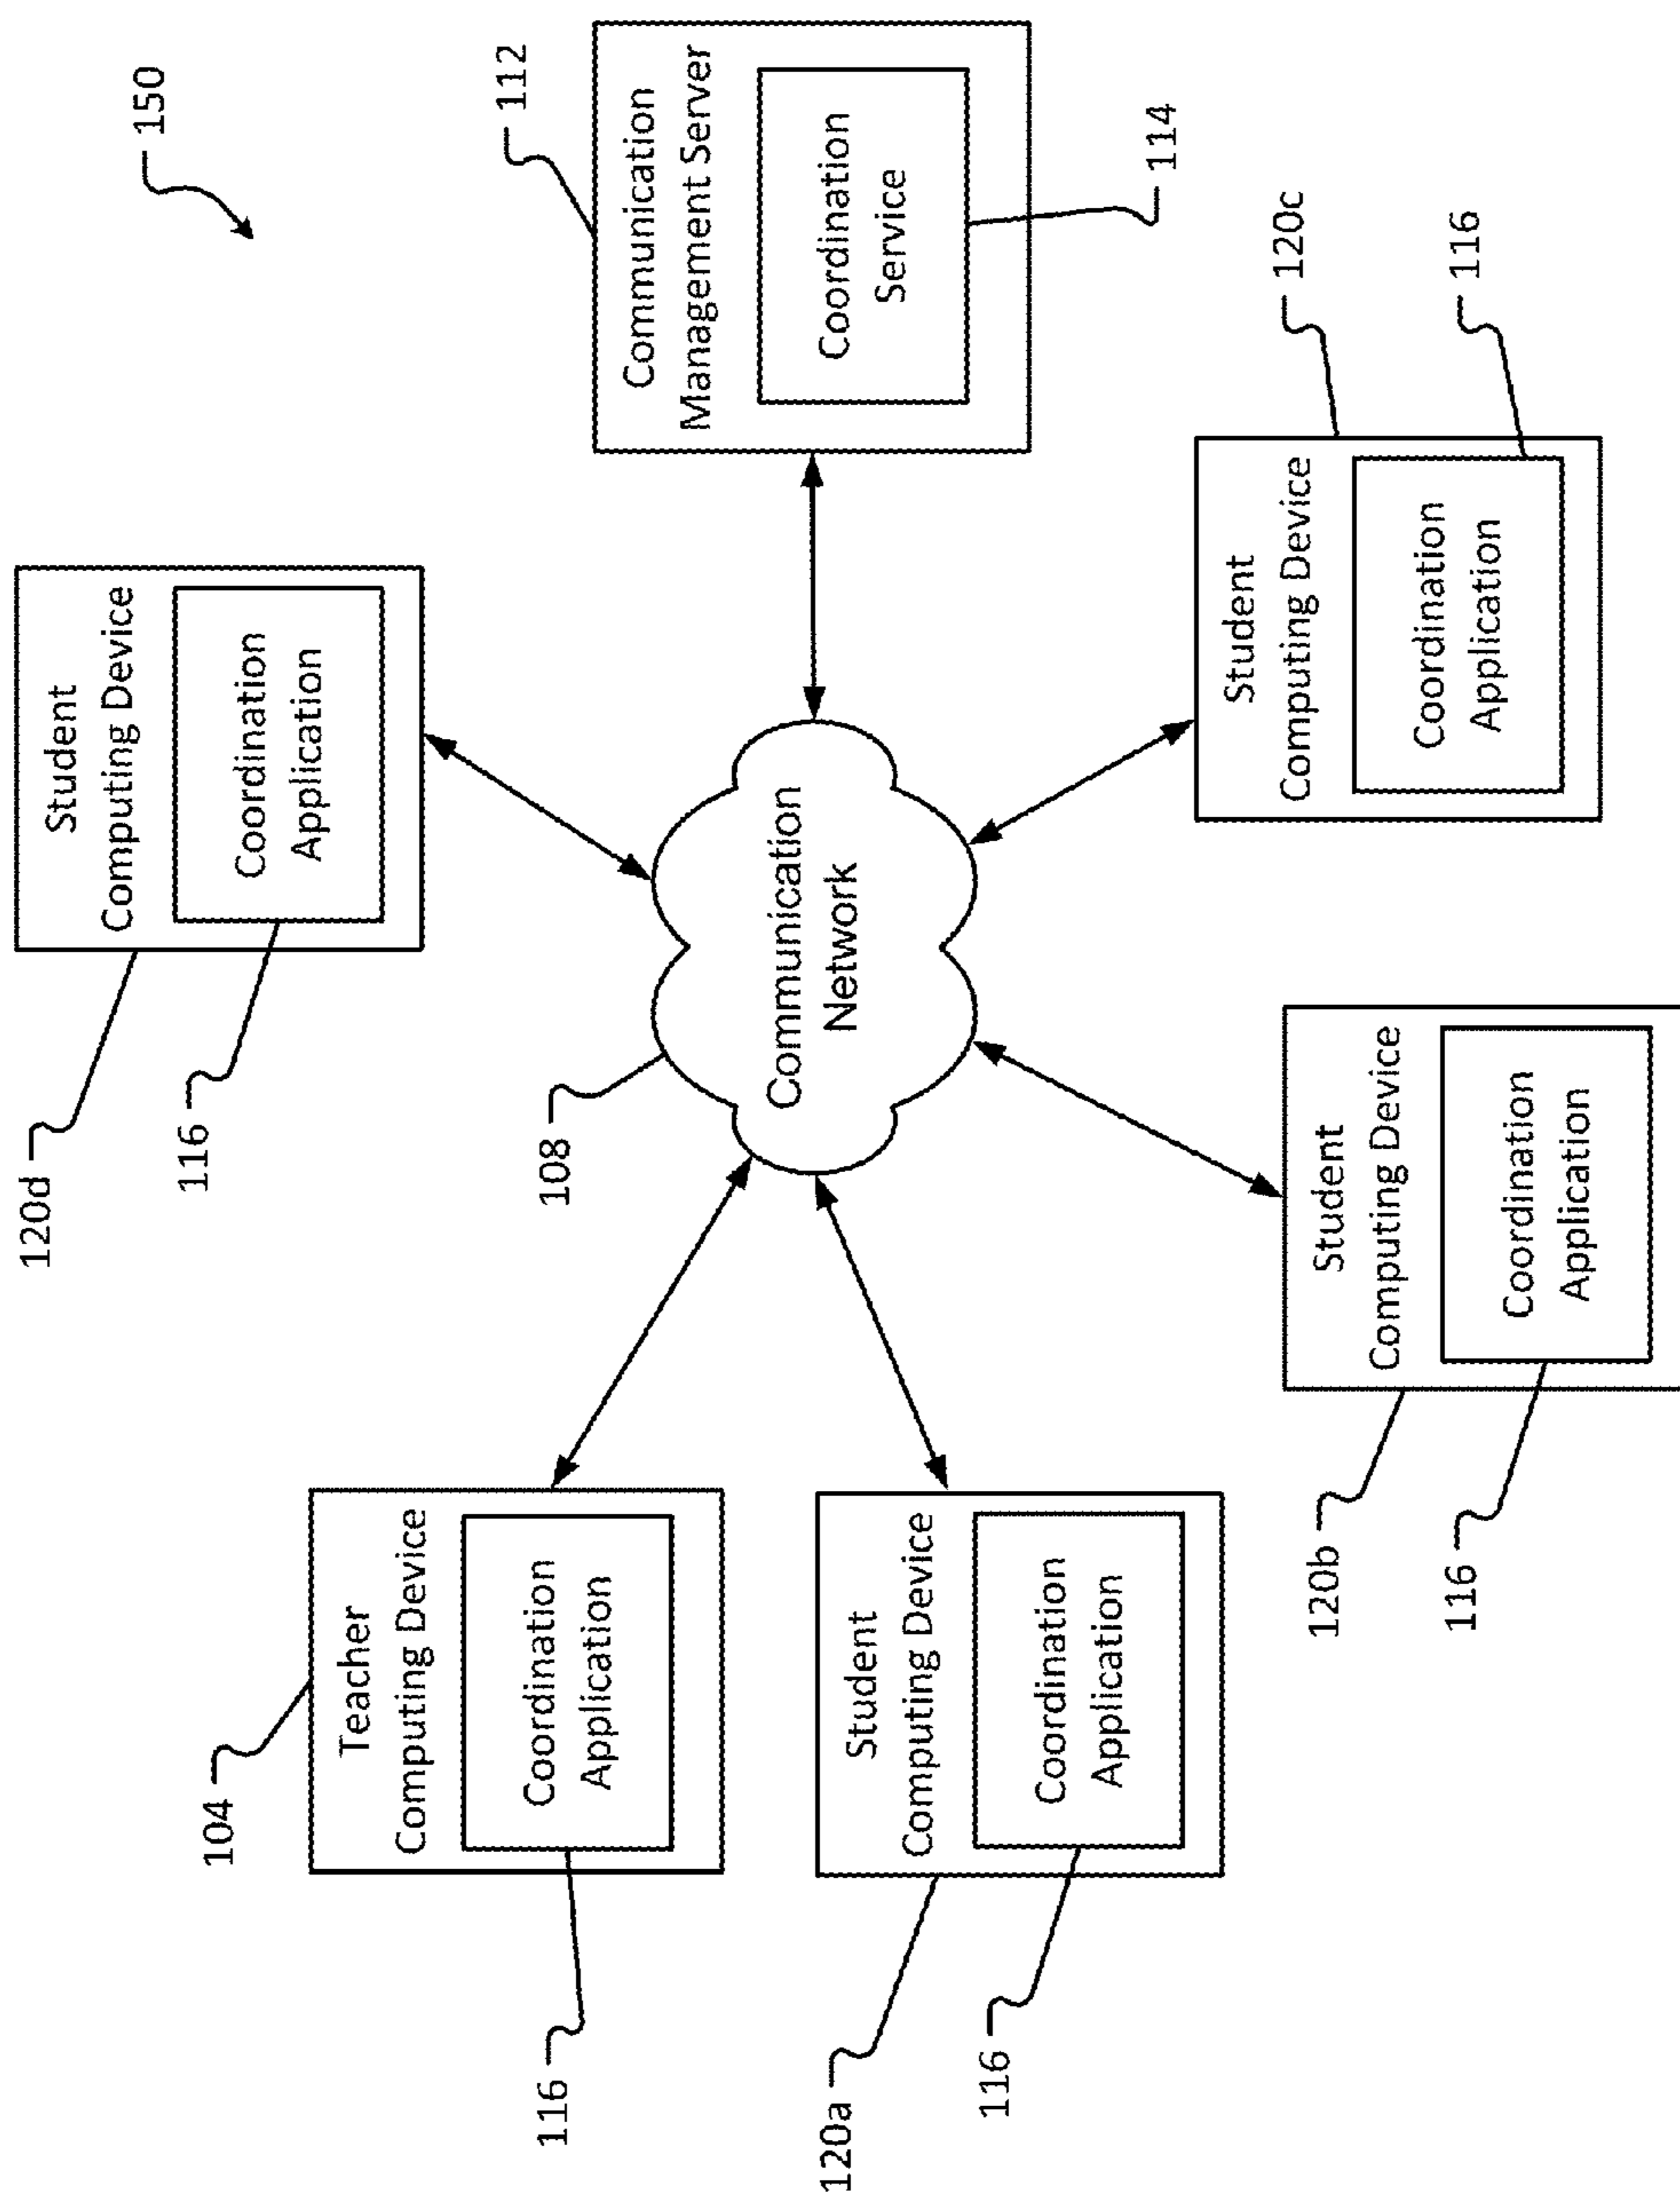 150
120d
Student
Computing Device
116
Coordination
Application
104
Teacher
Computing Device
116
Coordination
Application
108
Communication
Network
112
Communication
Management Server
Coordination
Service
114
120a
Student
Computing Device
116
Coordination
Application
120b
Student
Computing Device
116
Coordination
Application
120c
Student
Computing Device
116
Coordination
Application